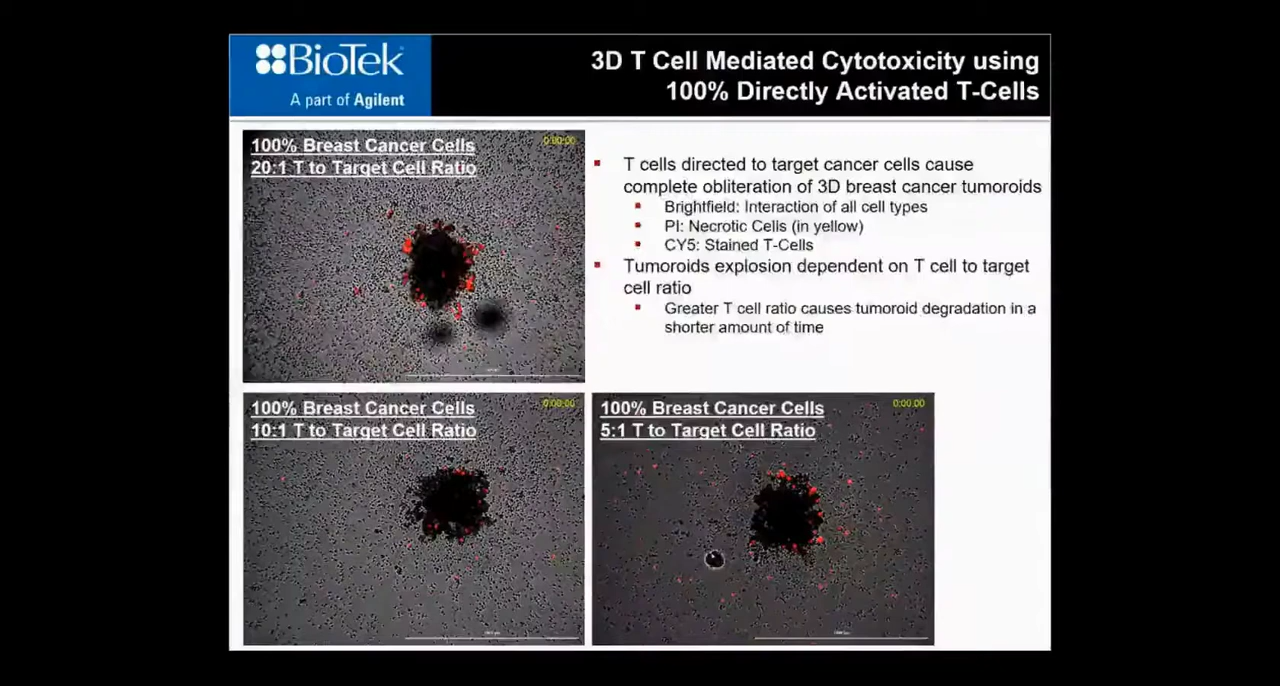 BioTek
A part of Agilent
3D T Cell Mediated Cytotoxicity using
100% Directly Activated T-Cells
100% Breast Cancer Cells
20:1 T to Target Cell Ratio
0:00:00
T cells directed to target cancer cells cause
complete obliteration of 3D breast cancer tumoroids
Brightfield: Interaction of all cell types
PI: Necrotic Cells (in yellow)
CY5: Stained T-Cells
Tumoroids explosion dependent on T cell to target
cell ratio
Greater T cell ratio causes tumoroid degradation in a
shorter amount of time
100% Breast Cancer Cells
10:1 T to Target Cell Ratio
0:00:00
100% Breast Cancer Cells
5:1 T to Target Cell Ratio
0:00:00